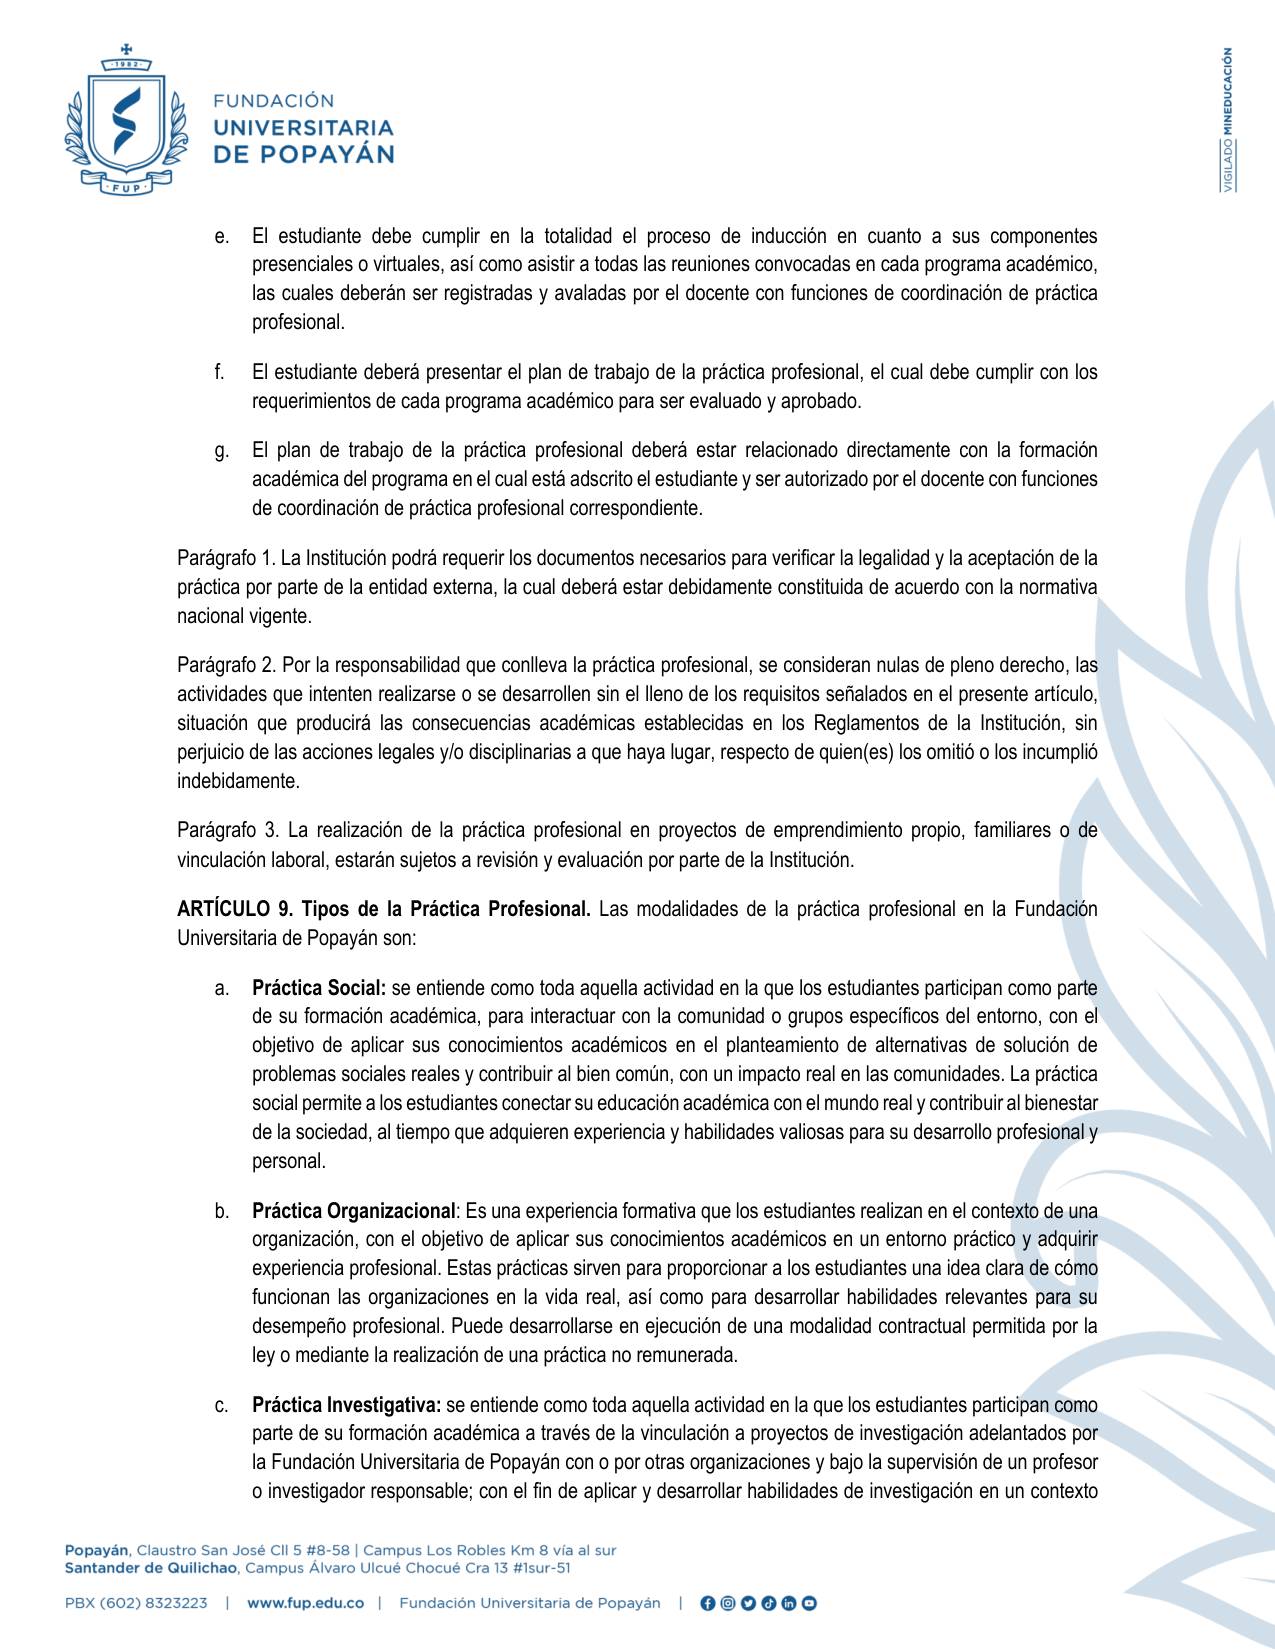 1982
FUP
FUNDACIÓN
UNIVERSITARIA
DE POPAYÁN
VIGILADO MINEDUCACIÓN
e. El estudiante debe cumplir en la totalidad el proceso de inducción en cuanto a sus componentes
presenciales o virtuales, así como asistir a todas las reuniones convocadas en cada programa académico,
las cuales deberán ser registradas y avaladas por el docente con funciones de coordinación de práctica
profesional.
f. El estudiante deberá presentar el plan de trabajo de la práctica profesional, el cual debe cumplir con los
requerimientos de cada programa académico para ser evaluado y aprobado.
g. El plan de trabajo de la práctica profesional deberá estar relacionado directamente con la formación
académica del programa en el cual está adscrito el estudiante y ser autorizado por el docente con funciones
de coordinación de práctica profesional correspondiente.
Parágrafo 1. La Institución podrá requerir los documentos necesarios para verificar la legalidad y la aceptación de la
práctica por parte de la entidad externa, la cual deberá estar debidamente constituida de acuerdo con la normativa
nacional vigente.
Parágrafo 2. Por la responsabilidad que conlleva la práctica profesional, se consideran nulas de pleno derecho, las
actividades que intenten realizarse o se desarrollen sin el lleno de los requisitos señalados en el presente artículo,
situación que producirá las consecuencias académicas establecidas en los Reglamentos de la Institución, sin
perjuicio de las acciones legales y/o disciplinarias a que haya lugar, respecto de quien(es) los omitió o los incumplió
indebidamente.
Parágrafo 3. La realización de la práctica profesional en proyectos de emprendimiento propio, familiares o de
vinculación laboral, estarán sujetos a revisión y evaluación por parte de la Institución.
ARTÍCULO 9. Tipos de la Práctica Profesional. Las modalidades de la práctica profesional en la Fundación
Universitaria de Popayán son:
a. Práctica Social: se entiende como toda aquella actividad en la que los estudiantes participan como parte
de su formación académica, para interactuar con la comunidad o grupos específicos del entorno, con el
objetivo de aplicar sus conocimientos académicos en el planteamiento de alternativas de solución de
problemas sociales reales y contribuir al bien común, con un impacto real en las comunidades. La práctica
social permite a los estudiantes conectar su educación académica con el mundo real y contribuir al bienestar
de la sociedad, al tiempo que adquieren experiencia y habilidades valiosas para su desarrollo profesional y
personal.
b. Práctica Organizacional: Es una experiencia formativa que los estudiantes realizan en el contexto de una
organización, con el objetivo de aplicar sus conocimientos académicos en un entorno práctico y adquirir
experiencia profesional. Estas prácticas sirven para proporcionar a los estudiantes una idea clara de cómo
funcionan las organizaciones en la vida real, así como para desarrollar habilidades relevantes para su
desempeño profesional. Puede desarrollarse en ejecución de una modalidad contractual permitida por la
ley o mediante la realización de una práctica no remunerada.
c. Práctica Investigativa: se entiende como toda aquella actividad en la que los estudiantes participan como
parte de su formación académica a través de la vinculación a proyectos de investigación adelantados por
la Fundación Universitaria de Popayán con o por otras organizaciones y bajo la supervisión de un profesor
o investigador responsable; con el fin de aplicar y desarrollar habilidades de investigación en un contexto
Popayán, Claustro San José Cll 5 #8-58 | Campus Los Robles Km 8 vía al sur
Santander de Quilichao, Campus Álvaro Ulcué Chocué Cra 13 #1sur-51
PBX (602) 8323223 | www.fup.edu.co | Fundación Universitaria de Popayán |